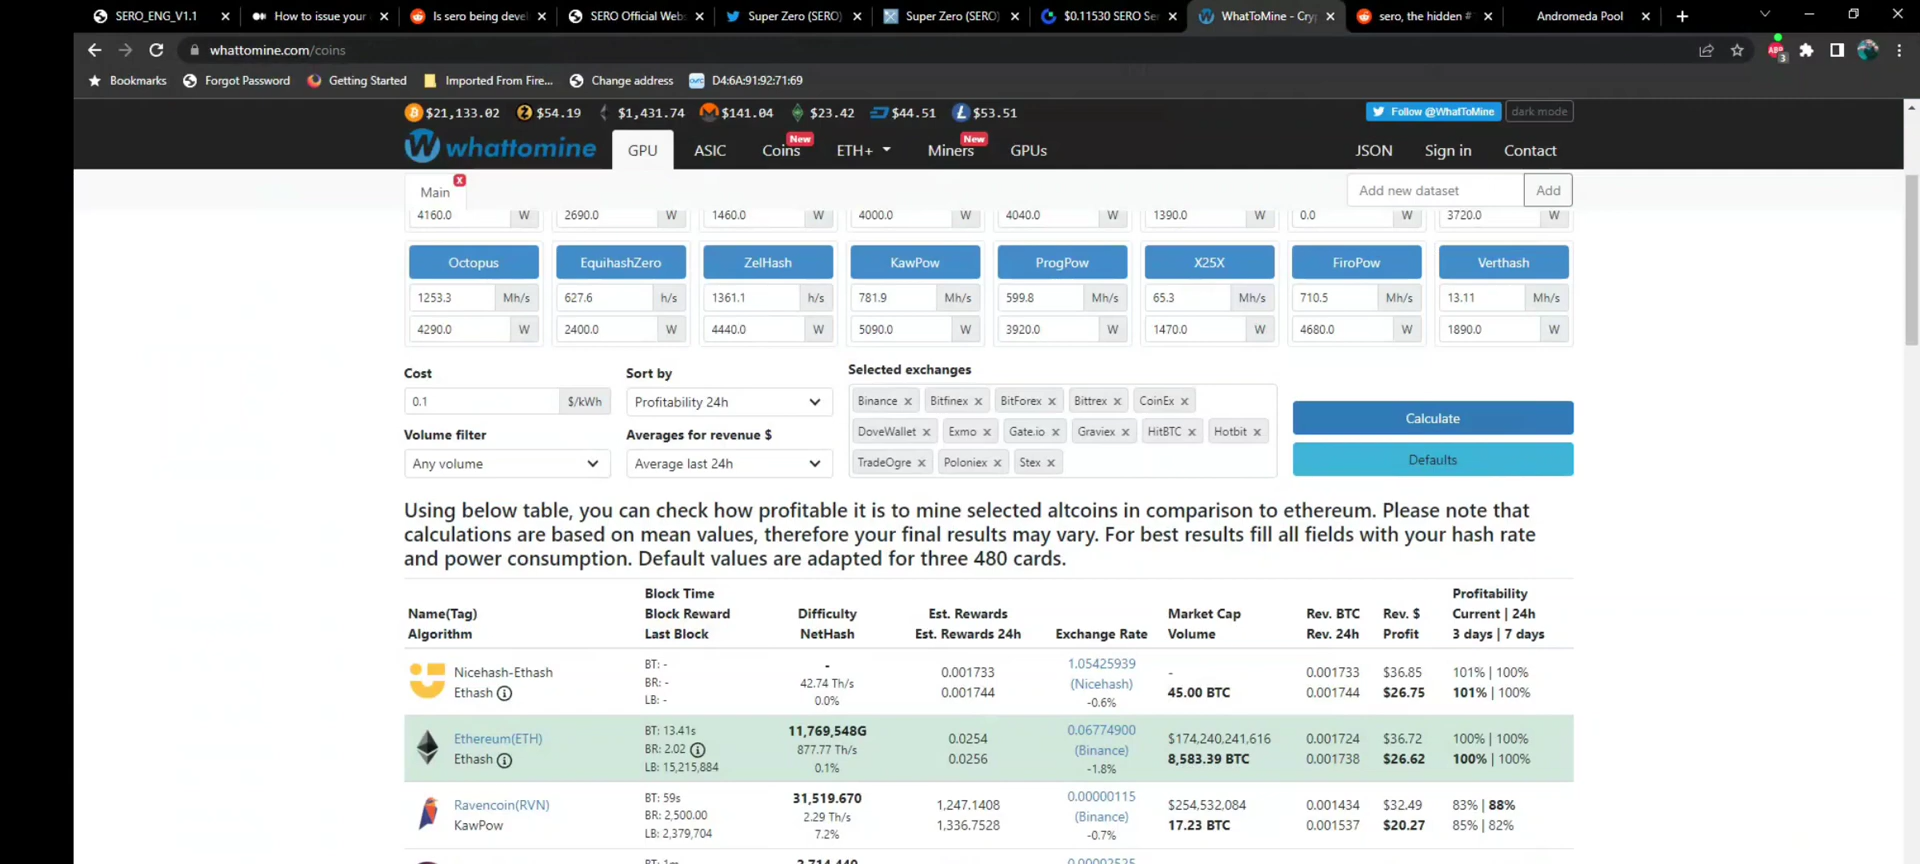 SERO_ENG_V1.1
How to issue your
Is sero being deve
SERO Official Webs
Super Zero (SERO)
Super Zero (SERO)
$0.11530 SERO Se
WhatToMine - Cry
sero, the hidden #
Andromeda Pool
whattomine.com/coins
ABP
3
Bookmarks
Forgot Password
Getting Started
Imported From Fire...
Change address
D4:6A:91:92:71:69
$21,133.02 $54.19 $1,431.74 $141.04 $23.42 $44.51 $53.51
Follow @WhatToMine
dark mode
whattomine
GPU
ASIC
Coins
New
ETH+
Miners
New
GPUs
JSON
Sign in
Contact
Main
Add new dataset
Add
4160.0 W 2690.0 W 1460.0 W 4000.0 W 4040.0 W 1390.0 W 0.0 W 3720.0 W
Octopus EquihashZero ZelHash KawPow ProgPow X25X FiroPow Verthash
1253.3 Mh/s 627.6 h/s 1361.1 h/s 781.9 Mh/s 599.8 Mh/s 65.3 Mh/s 710.5 Mh/s 13.11 Mh/s
4290.0 W 2400.0 W 4440.0 W 5090.0 W 3920.0 W 1470.0 W 4680.0 W 1890.0 W
Cost
0.1 $/kWh
Sort by
Profitability 24h
Volume filter
Any volume
Averages for revenue $
Average last 24h
Selected exchanges
Binance × Bitfinex × BitForex × Bittrex × CoinEx ×
DoveWallet × Exmo × Gate.io × Graviex × HitBTC × Hotbit ×
TradeOgre × Poloniex × Stex ×
Calculate
Defaults
Using below table, you can check how profitable it is to mine selected altcoins in comparison to ethereum. Please note that
calculations are based on mean values, therefore your final results may vary. For best results fill all fields with your hash rate
and power consumption. Default values are adapted for three 480 cards.
Name(Tag)
Algorithm
Block Time
Block Reward
Last Block
Difficulty
NetHash
Est. Rewards
Est. Rewards 24h
Exchange Rate
Market Cap
Volume
Rev. BTC
Rev. 24h
Rev. $
Profit
Profitability
Current | 24h
3 days | 7 days
Nicehash-Ethash
Ethash
BT: -
BR: -
LB: -
-
42.74 Th/s
0.0%
0.001733
0.001744
1.05425939
(Nicehash)
-0.6%
-
45.00 BTC
0.001733
0.001744
$36.85
$26.75
101% | 100%
101% | 100%
Ethereum(ETH)
Ethash
BT: 13.41s
BR: 2.02
LB: 15,215,884
11,769,548G
877.77 Th/s
0.1%
0.0254
0.0256
0.06774900
(Binance)
-1.8%
$174,240,241,616
8,583.39 BTC
0.001724
0.001738
$36.72
$26.62
100% | 100%
100% | 100%
Ravencoin(RVN)
KawPow
BT: 59s
BR: 2,500.00
LB: 2,379,704
31,519.670
2.29 Th/s
7.2%
1,247.1408
1,336.7528
0.00000115
(Binance)
-0.7%
$254,532,084
17.23 BTC
0.001434
0.001537
$32.49
$20.27
83% | 88%
85% | 82%
BT: 1m